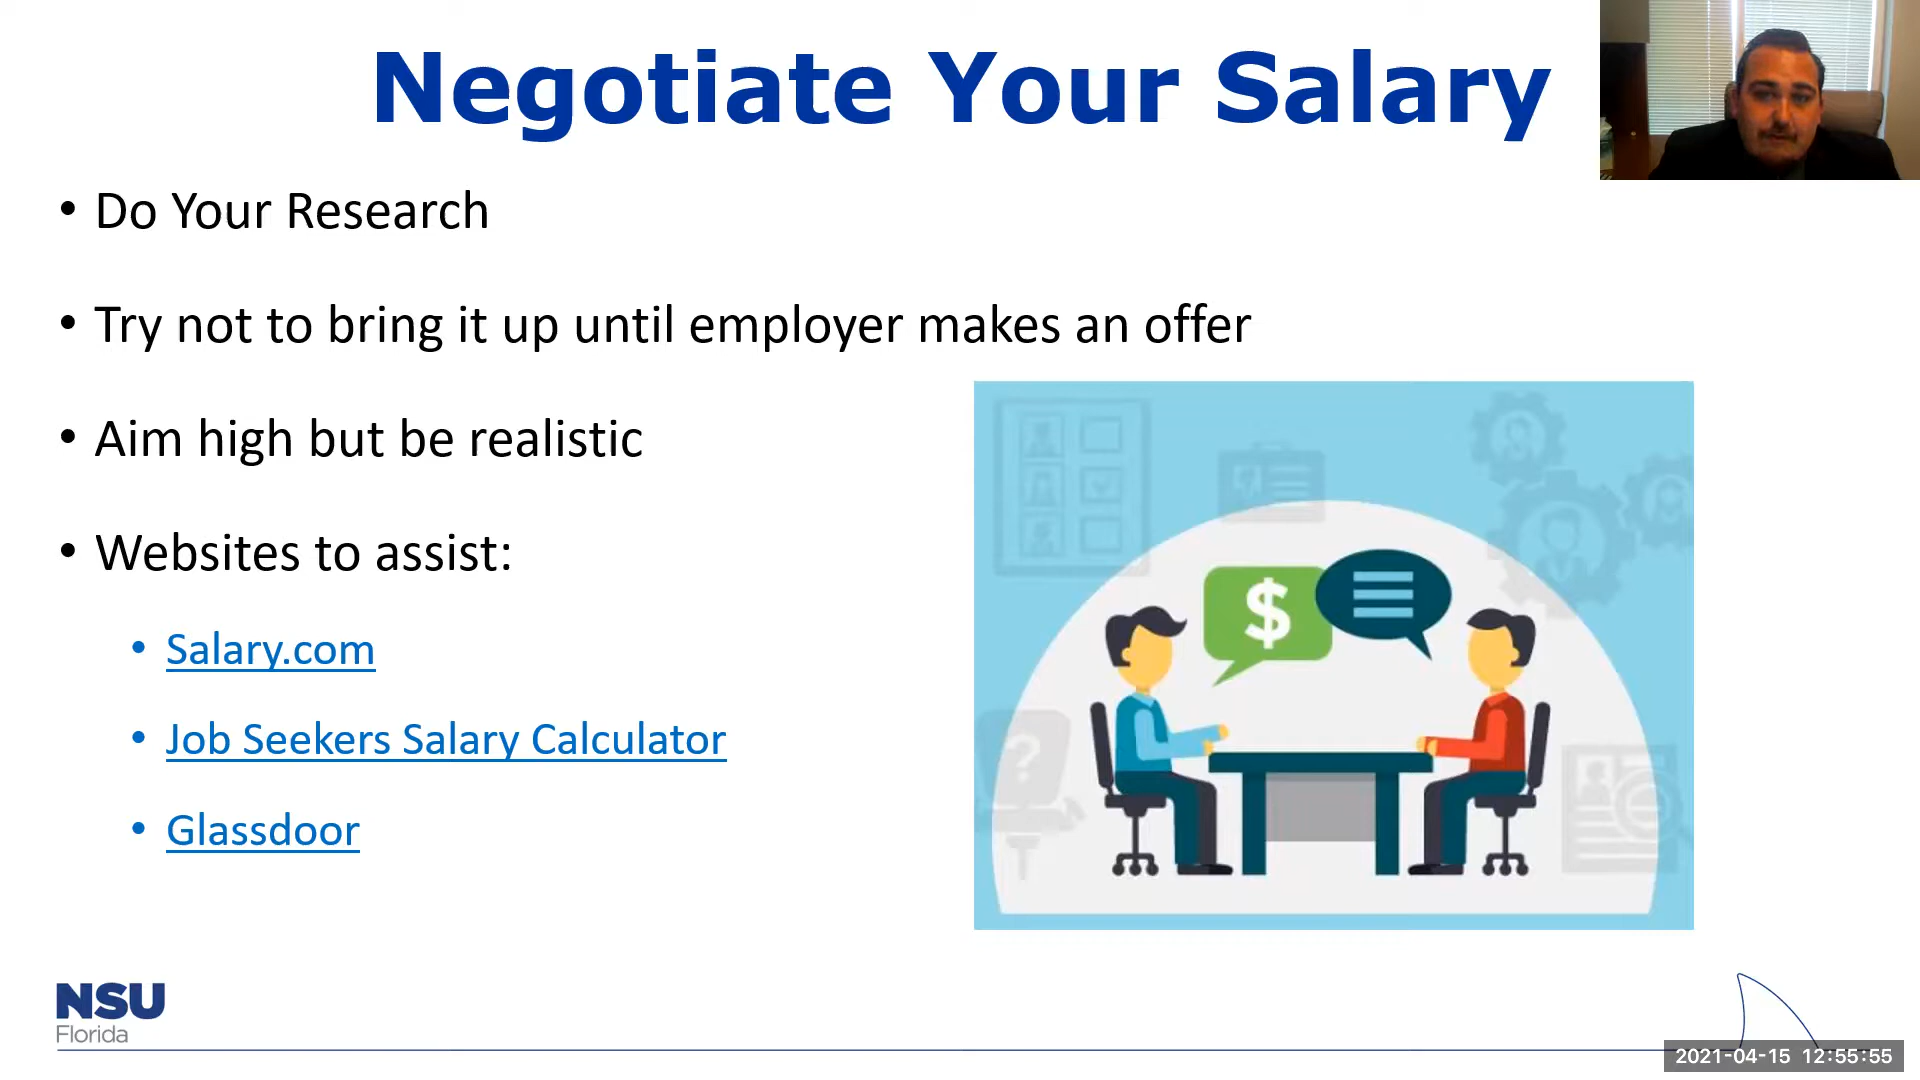 Negotiate Your Salary
• Do Your Research
• Try not to bring it up until employer makes an offer
• Aim high but be realistic
• Websites to assist:
• Salary.com
• Job Seekers Salary Calculator
• Glassdoor
$
?
NSU
Florida
2021-04-15 12:55:55